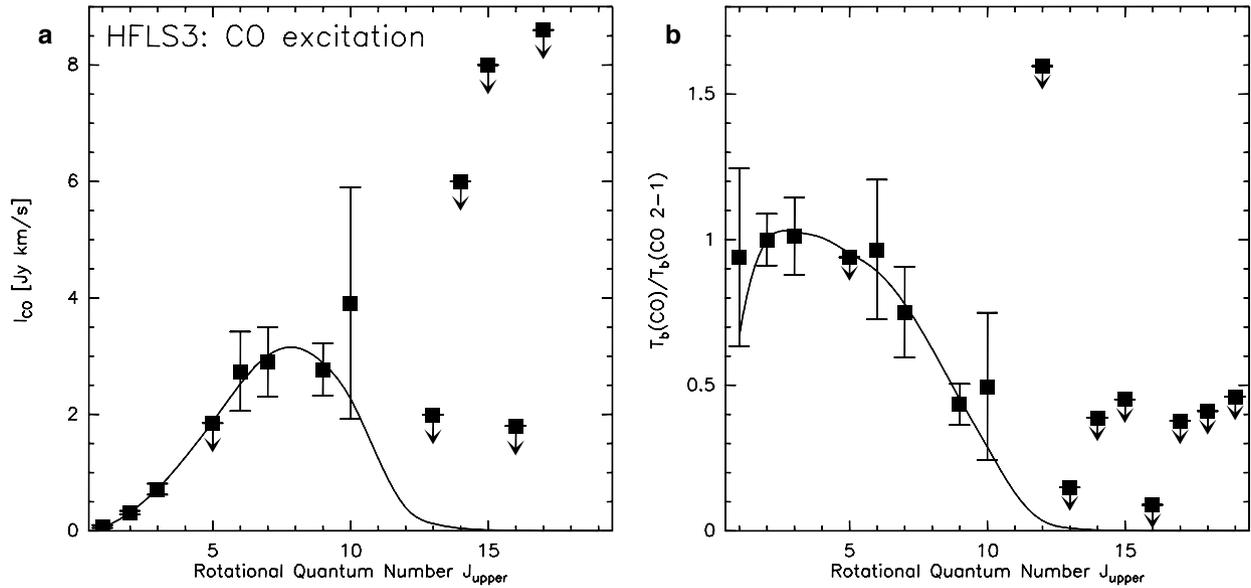 a
HFLS3: CO excitation
8
6
4
2
0
I_CO [Jy km/s]
5
10
15
Rotational Quantum Number J_upper
b
1.5
1
0.5
0
T_b(CO)/T_b(CO 2−1)
5
10
15
Rotational Quantum Number J_upper